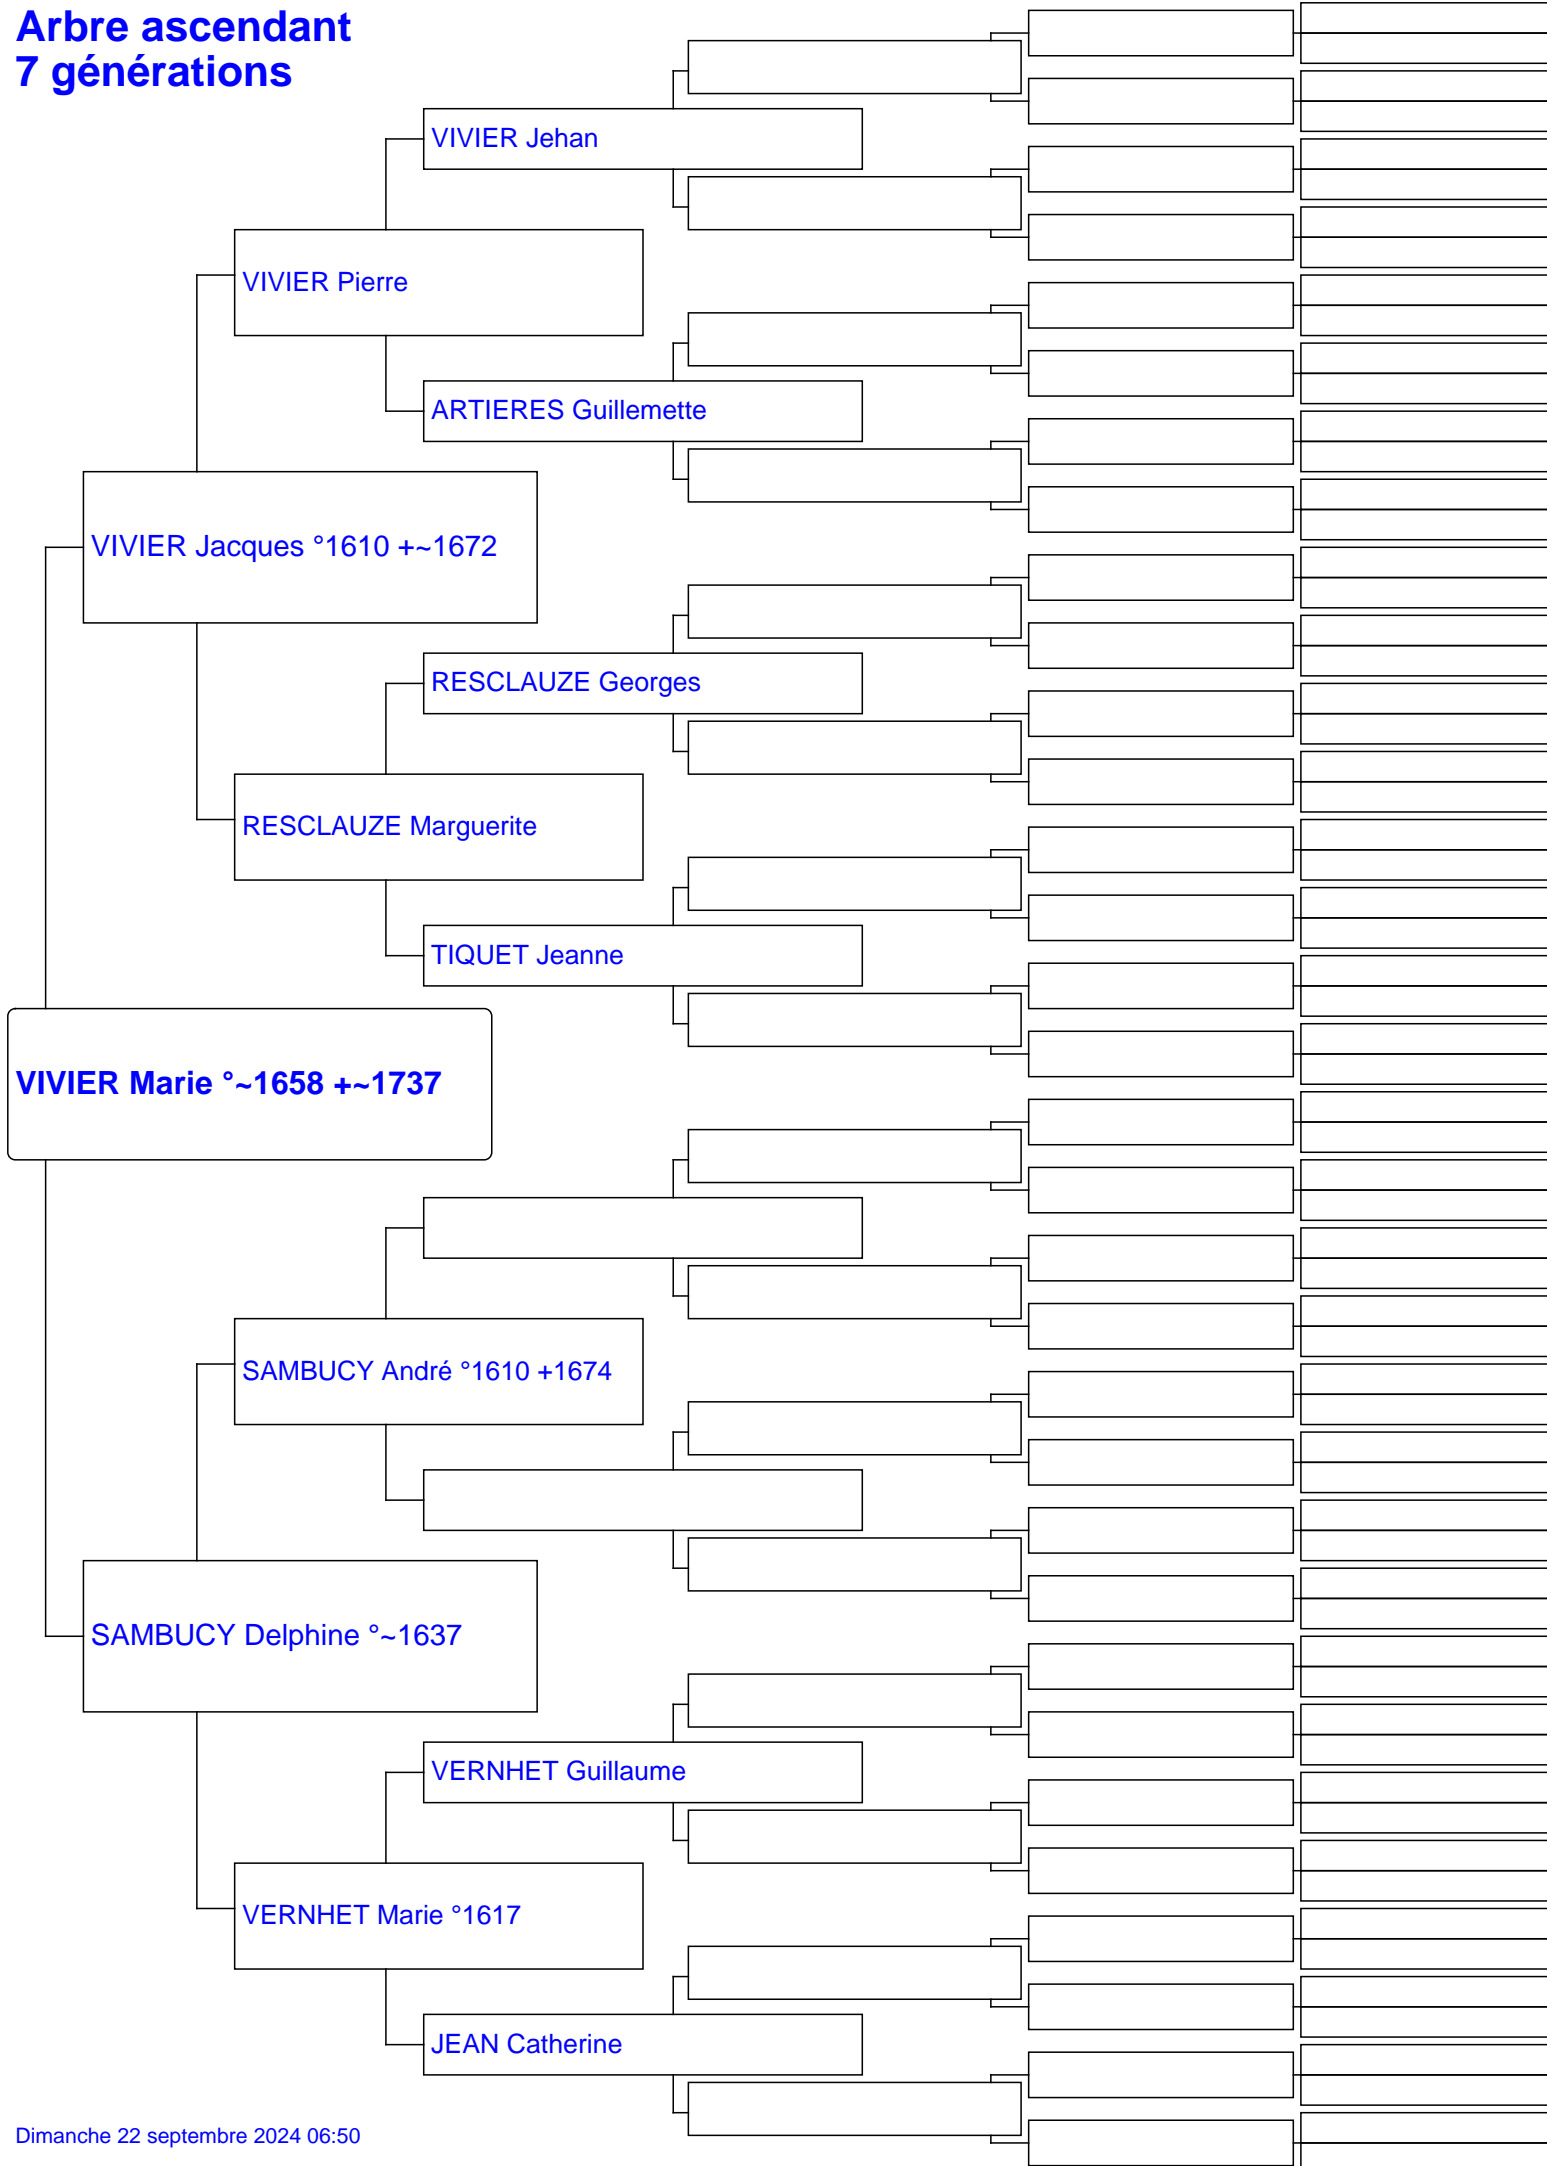 Arbre ascendant
7 générations
VIVIER Jehan
VIVIER Pierre
ARTIERES Guillemette
VIVIER Jacques °1610 +~1672
RESCLAUZE Georges
RESCLAUZE Marguerite
TIQUET Jeanne
VIVIER Marie °~1658 +~1737
SAMBUCY André °1610 +1674
SAMBUCY Delphine °~1637
VERNHET Guillaume
VERNHET Marie °1617
JEAN Catherine
Dimanche 22 septembre 2024 06:50